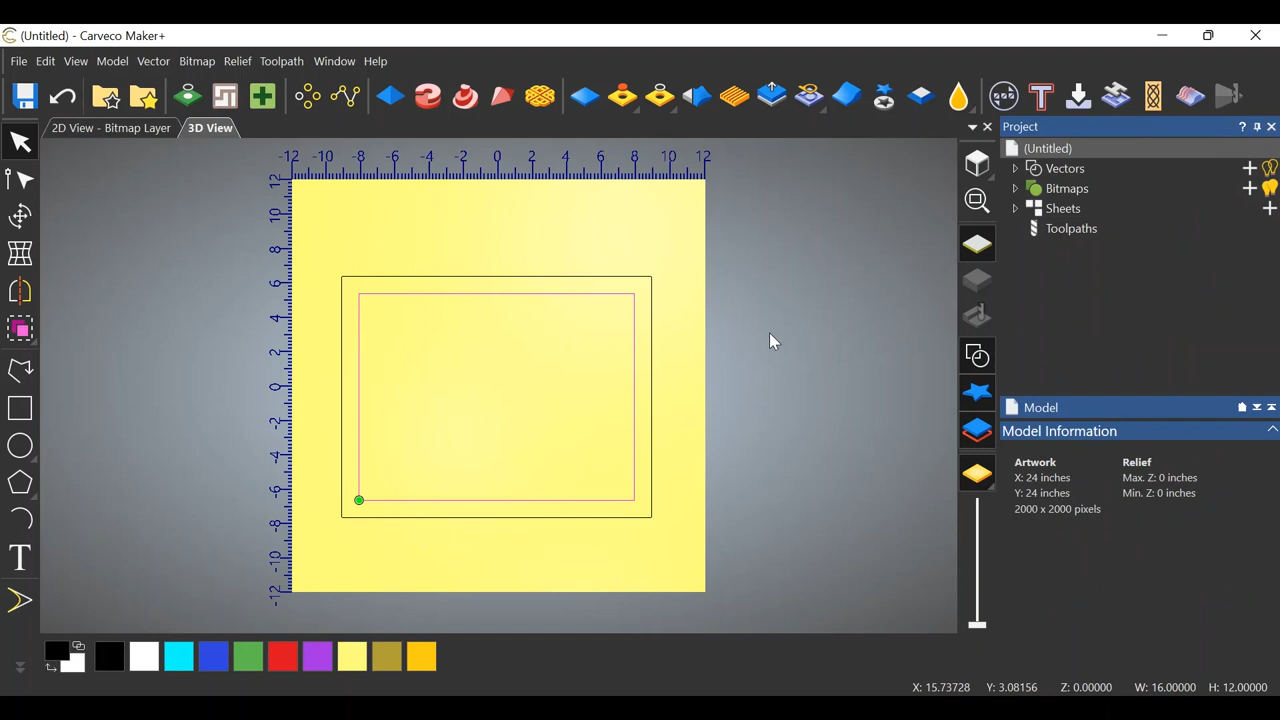 (Untitled) - Carveco Maker+
File Edit View Model Vector Bitmap Relief Toolpath Window Help
2D View - Bitmap Layer 3D View
Project ?
(Untitled)
Vectors
Bitmaps
Sheets
Toolpaths
-12 -10 -8 -6 -4 -2 0 2 4 6 8 10 12
12
10
8
6
4
2
0
-2
-4
-6
-8
-10
-12
Model
Model Information
Artwork Relief
X: 24 inches Max. Z: 0 inches
Y: 24 inches Min. Z: 0 inches
2000 x 2000 pixels
X: 15.73728 Y: 3.08156 Z: 0.00000 W: 16.00000 H: 12.00000